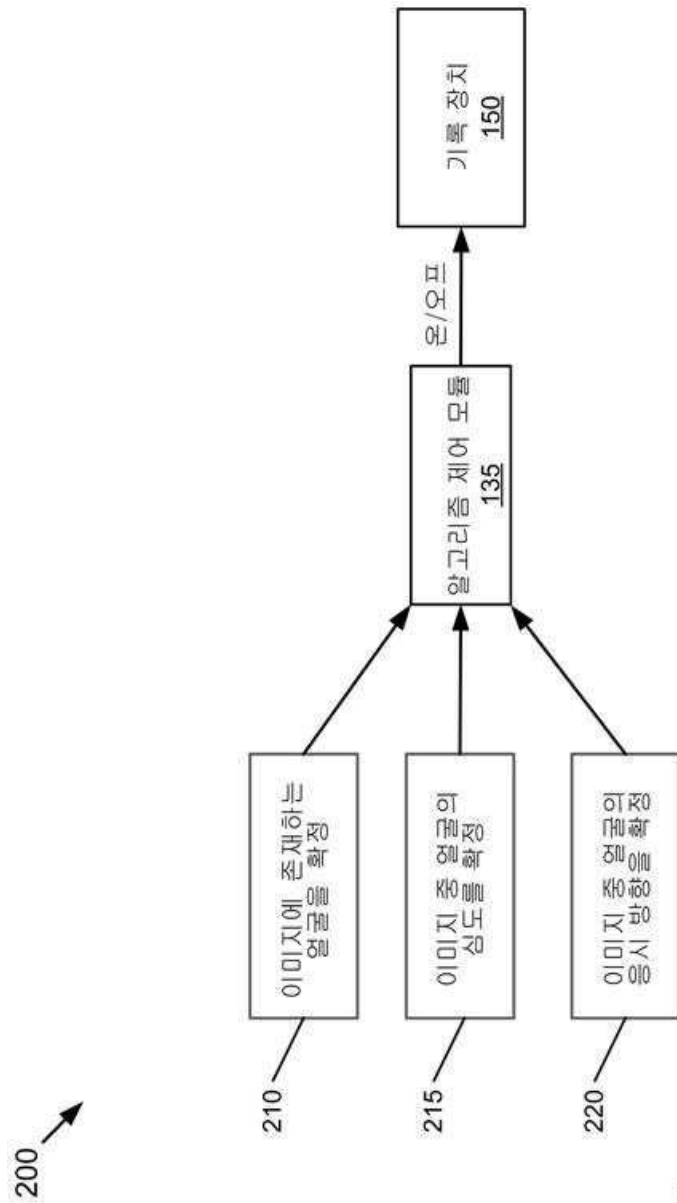 200
210
이미지에 존재하는
얼굴을 확정
215
이미지 중 얼굴의
심도를 확정
220
이미지 중 얼굴의
응시 방향을 확정
알고리즘 제어 모듈
135
온/오프
기록 장치
150